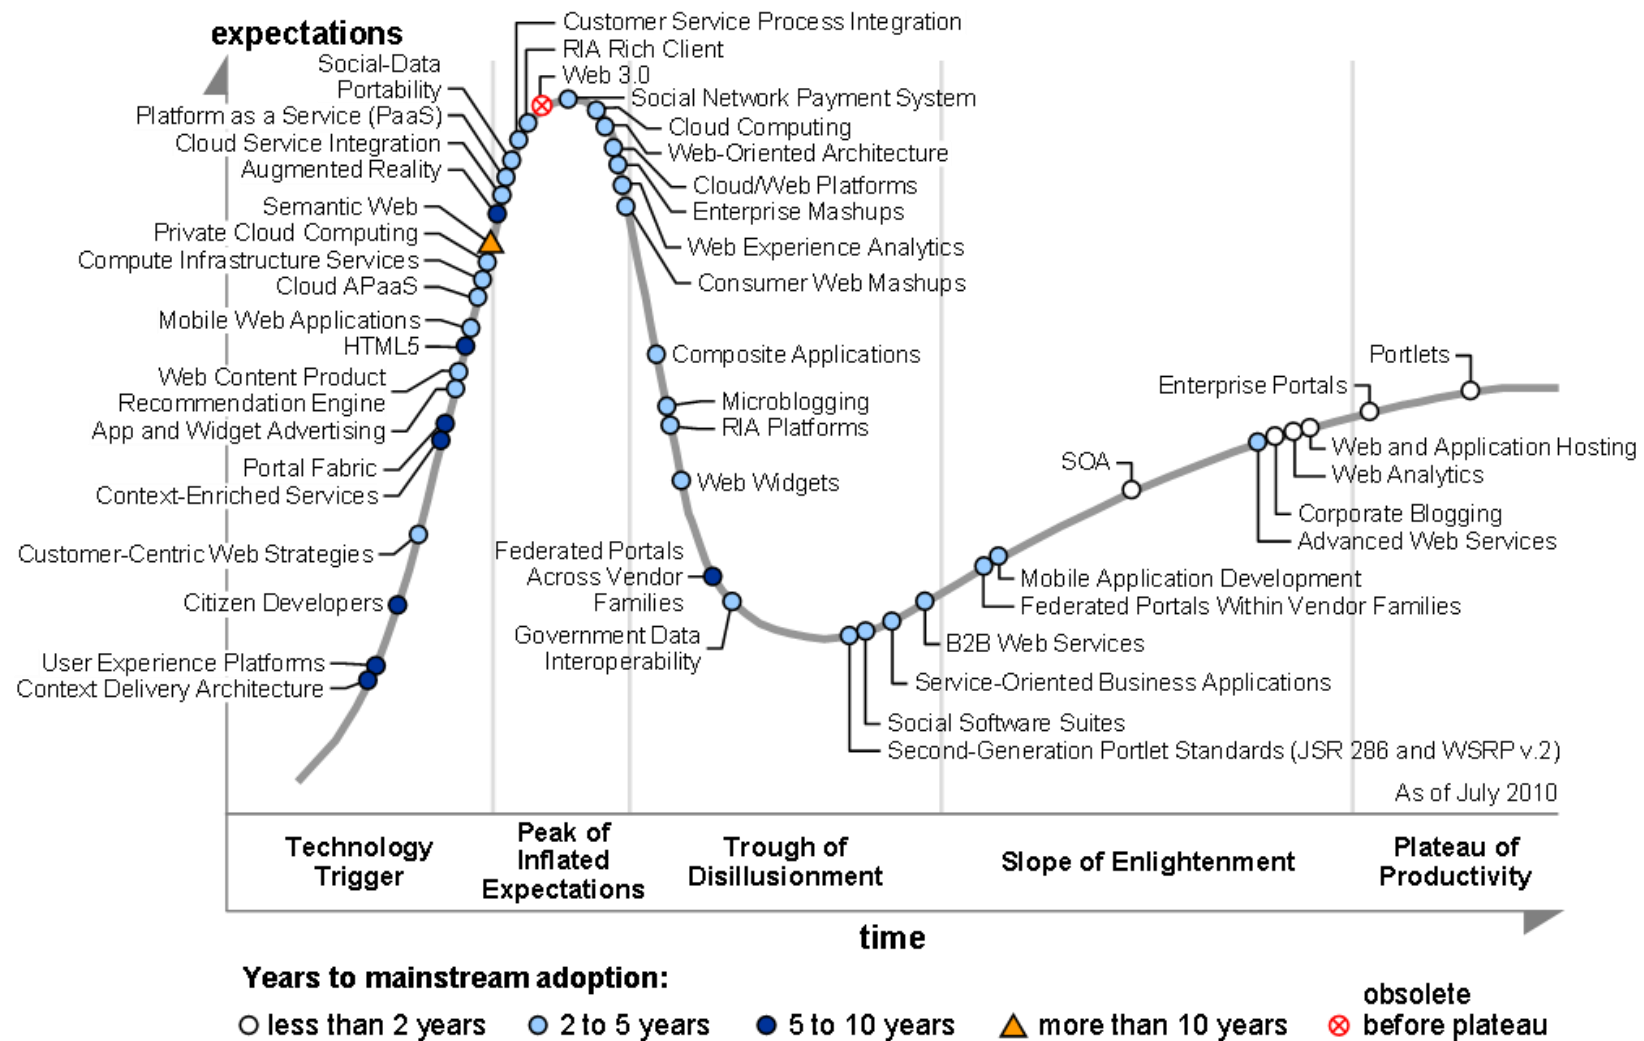 expectations
Customer Service Process Integration
RIA Rich Client
Web 3.0
Social-Data
Portability
Platform as a Service (PaaS)
Cloud Service Integration
Augmented Reality
Semantic Web
Private Cloud Computing
Compute Infrastructure Services
Cloud APaaS
Mobile Web Applications
HTML5
Web Content Product
Recommendation Engine
App and Widget Advertising
Portal Fabric
Context-Enriched Services
Customer-Centric Web Strategies
Citizen Developers
User Experience Platforms
Context Delivery Architecture
Social Network Payment System
Cloud Computing
Web-Oriented Architecture
Cloud/Web Platforms
Enterprise Mashups
Web Experience Analytics
Consumer Web Mashups
Composite Applications
Microblogging
RIA Platforms
Web Widgets
Federated Portals
Across Vendor
Families
Government Data
Interoperability
Portlets
Enterprise Portals
SOA
Web and Application Hosting
Web Analytics
Corporate Blogging
Advanced Web Services
Mobile Application Development
Federated Portals Within Vendor Families
B2B Web Services
Service-Oriented Business Applications
Social Software Suites
Second-Generation Portlet Standards (JSR 286 and WSRP v.2)
As of July 2010
Technology
Trigger
Peak of
Inflated
Expectations
Trough of
Disillusionment
Slope of Enlightenment
Plateau of
Productivity
time
Years to mainstream adoption:
less than 2 years
2 to 5 years
5 to 10 years
more than 10 years
obsolete
before plateau